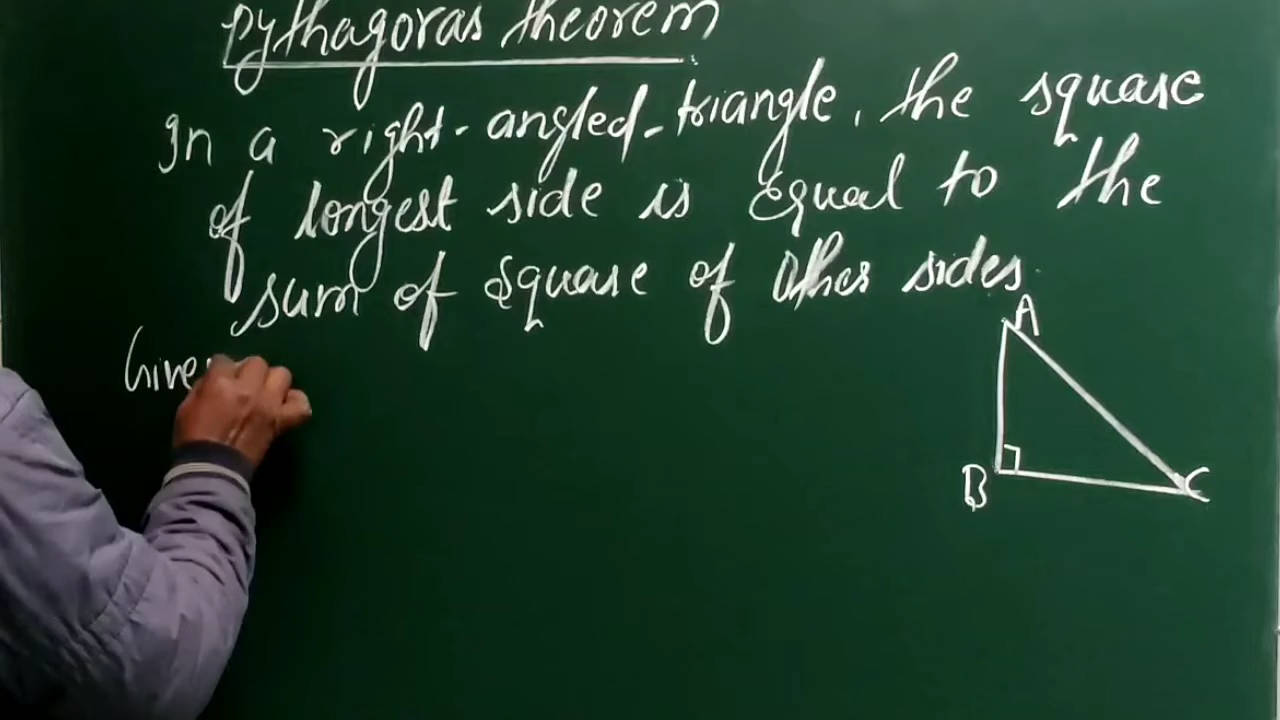 pythagoras theorem
In a right-angled-triangle, the square
of longest side is equal to the
sum of square of other sides.
A
Give
B
C